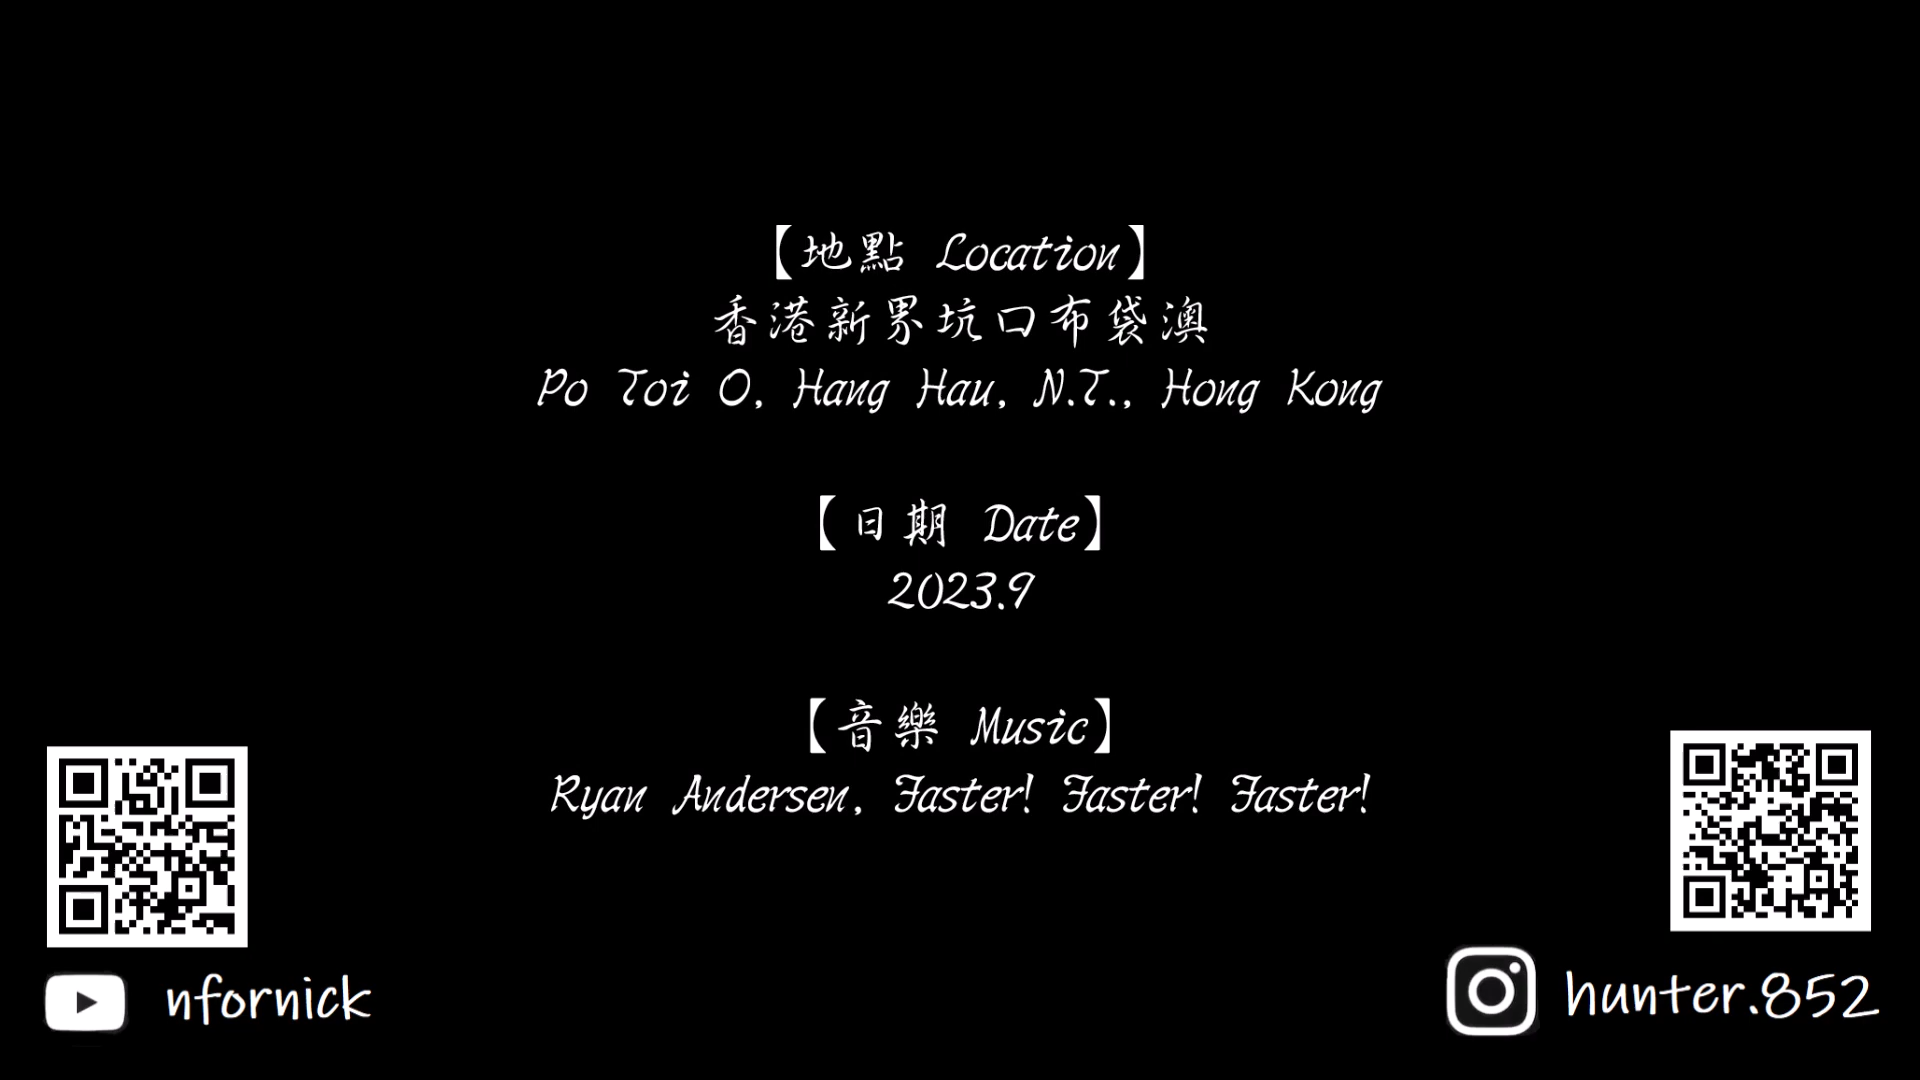 【地點 Location】
香港新界坑口布袋澳
Po Toi O, Hang Hau, N.T., Hong Kong
【日期 Date】
2023.9
【音樂 Music】
Ryan Andersen, Faster! Faster! Faster!
nfornick
hunter.852